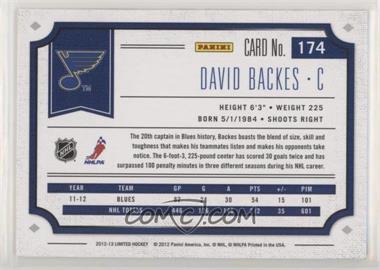 PANINI
CARD No. 174
TM
DAVID BACKES • C
HEIGHT 6'3" • WEIGHT 225
BORN 5/1/1984 • SHOOTS RIGHT
The 20th captain in Blues history, Backes boasts the blend of size, skill and
toughness that makes his teammates listen and makes his opponents take
notice. The 6-foot-3, 225-pound center has scored 30 goals twice and has
surpassed 100 penalty minutes in three different seasons during his NHL career.
NHL
NHLPA
YEAR TEAM GP G A PTS +/- PIM
11-12 BLUES 82 24 30 54 15 101
NHL TOTALS 35 601
2012-13 LIMITED HOCKEY © 2012 Panini America, Inc. © NHL, © NHLPA Printed in the USA.